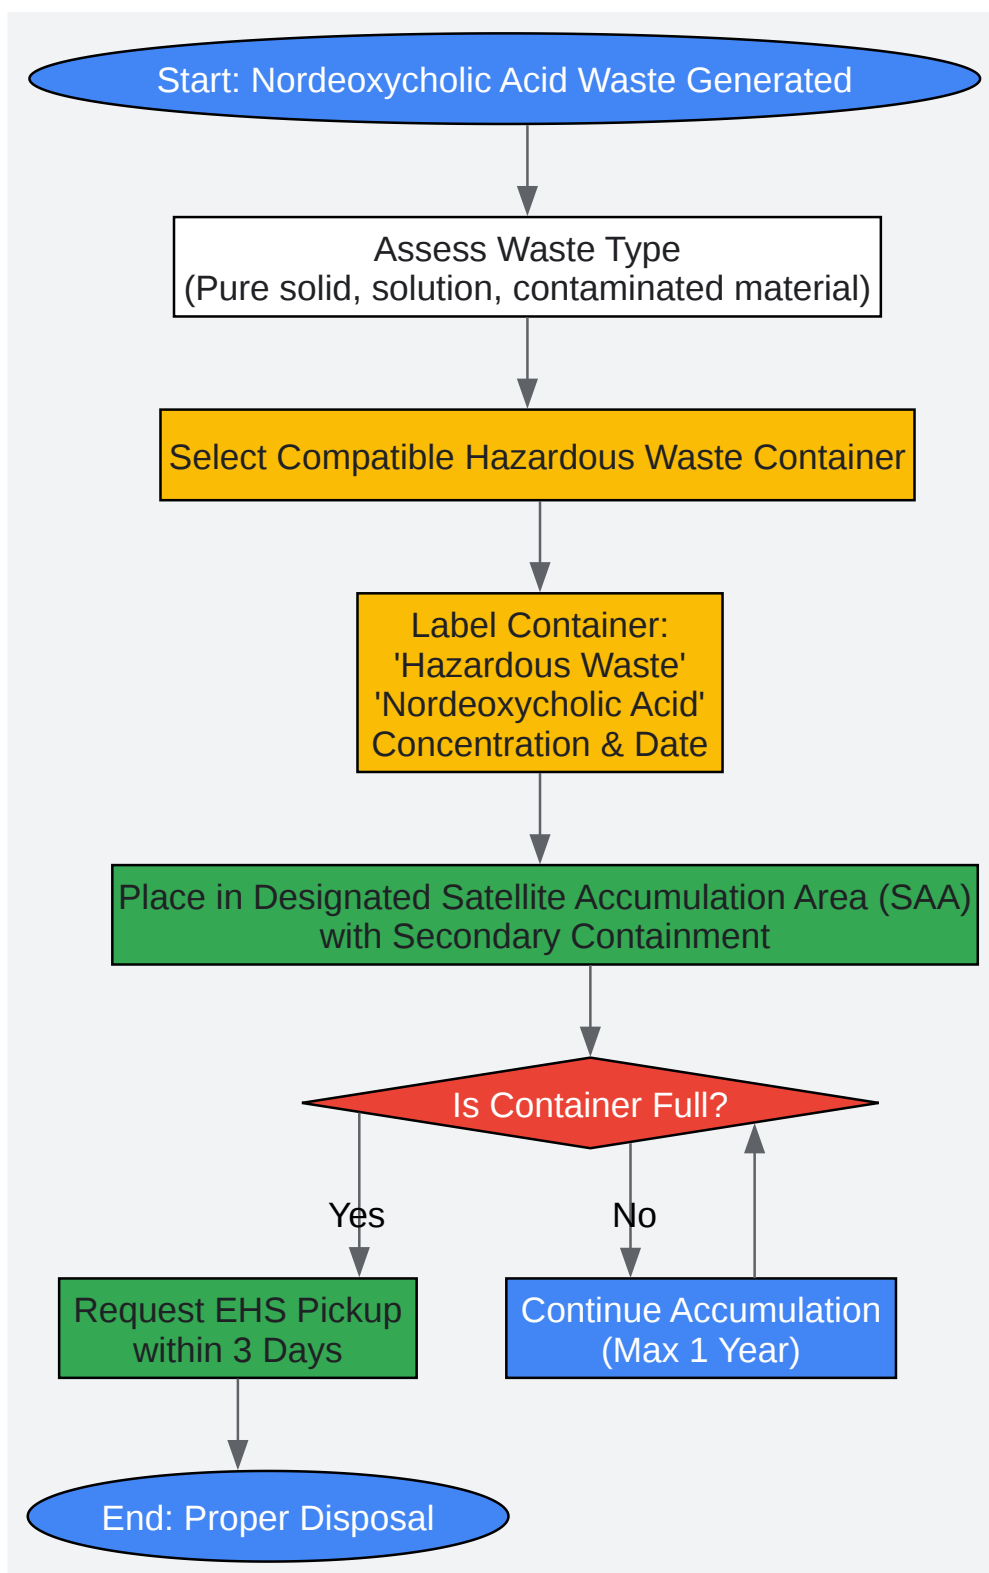 Start: Nordeoxycholic Acid Waste Generated
Assess Waste Type
(Pure solid, solution, contaminated material)
Select Compatible Hazardous Waste Container
Label Container:
'Hazardous Waste'
'Nordeoxycholic Acid'
Concentration & Date
Place in Designated Satellite Accumulation Area (SAA)
with Secondary Containment
Is Container Full?
Yes
No
Request EHS Pickup
within 3 Days
Continue Accumulation
(Max 1 Year)
End: Proper Disposal